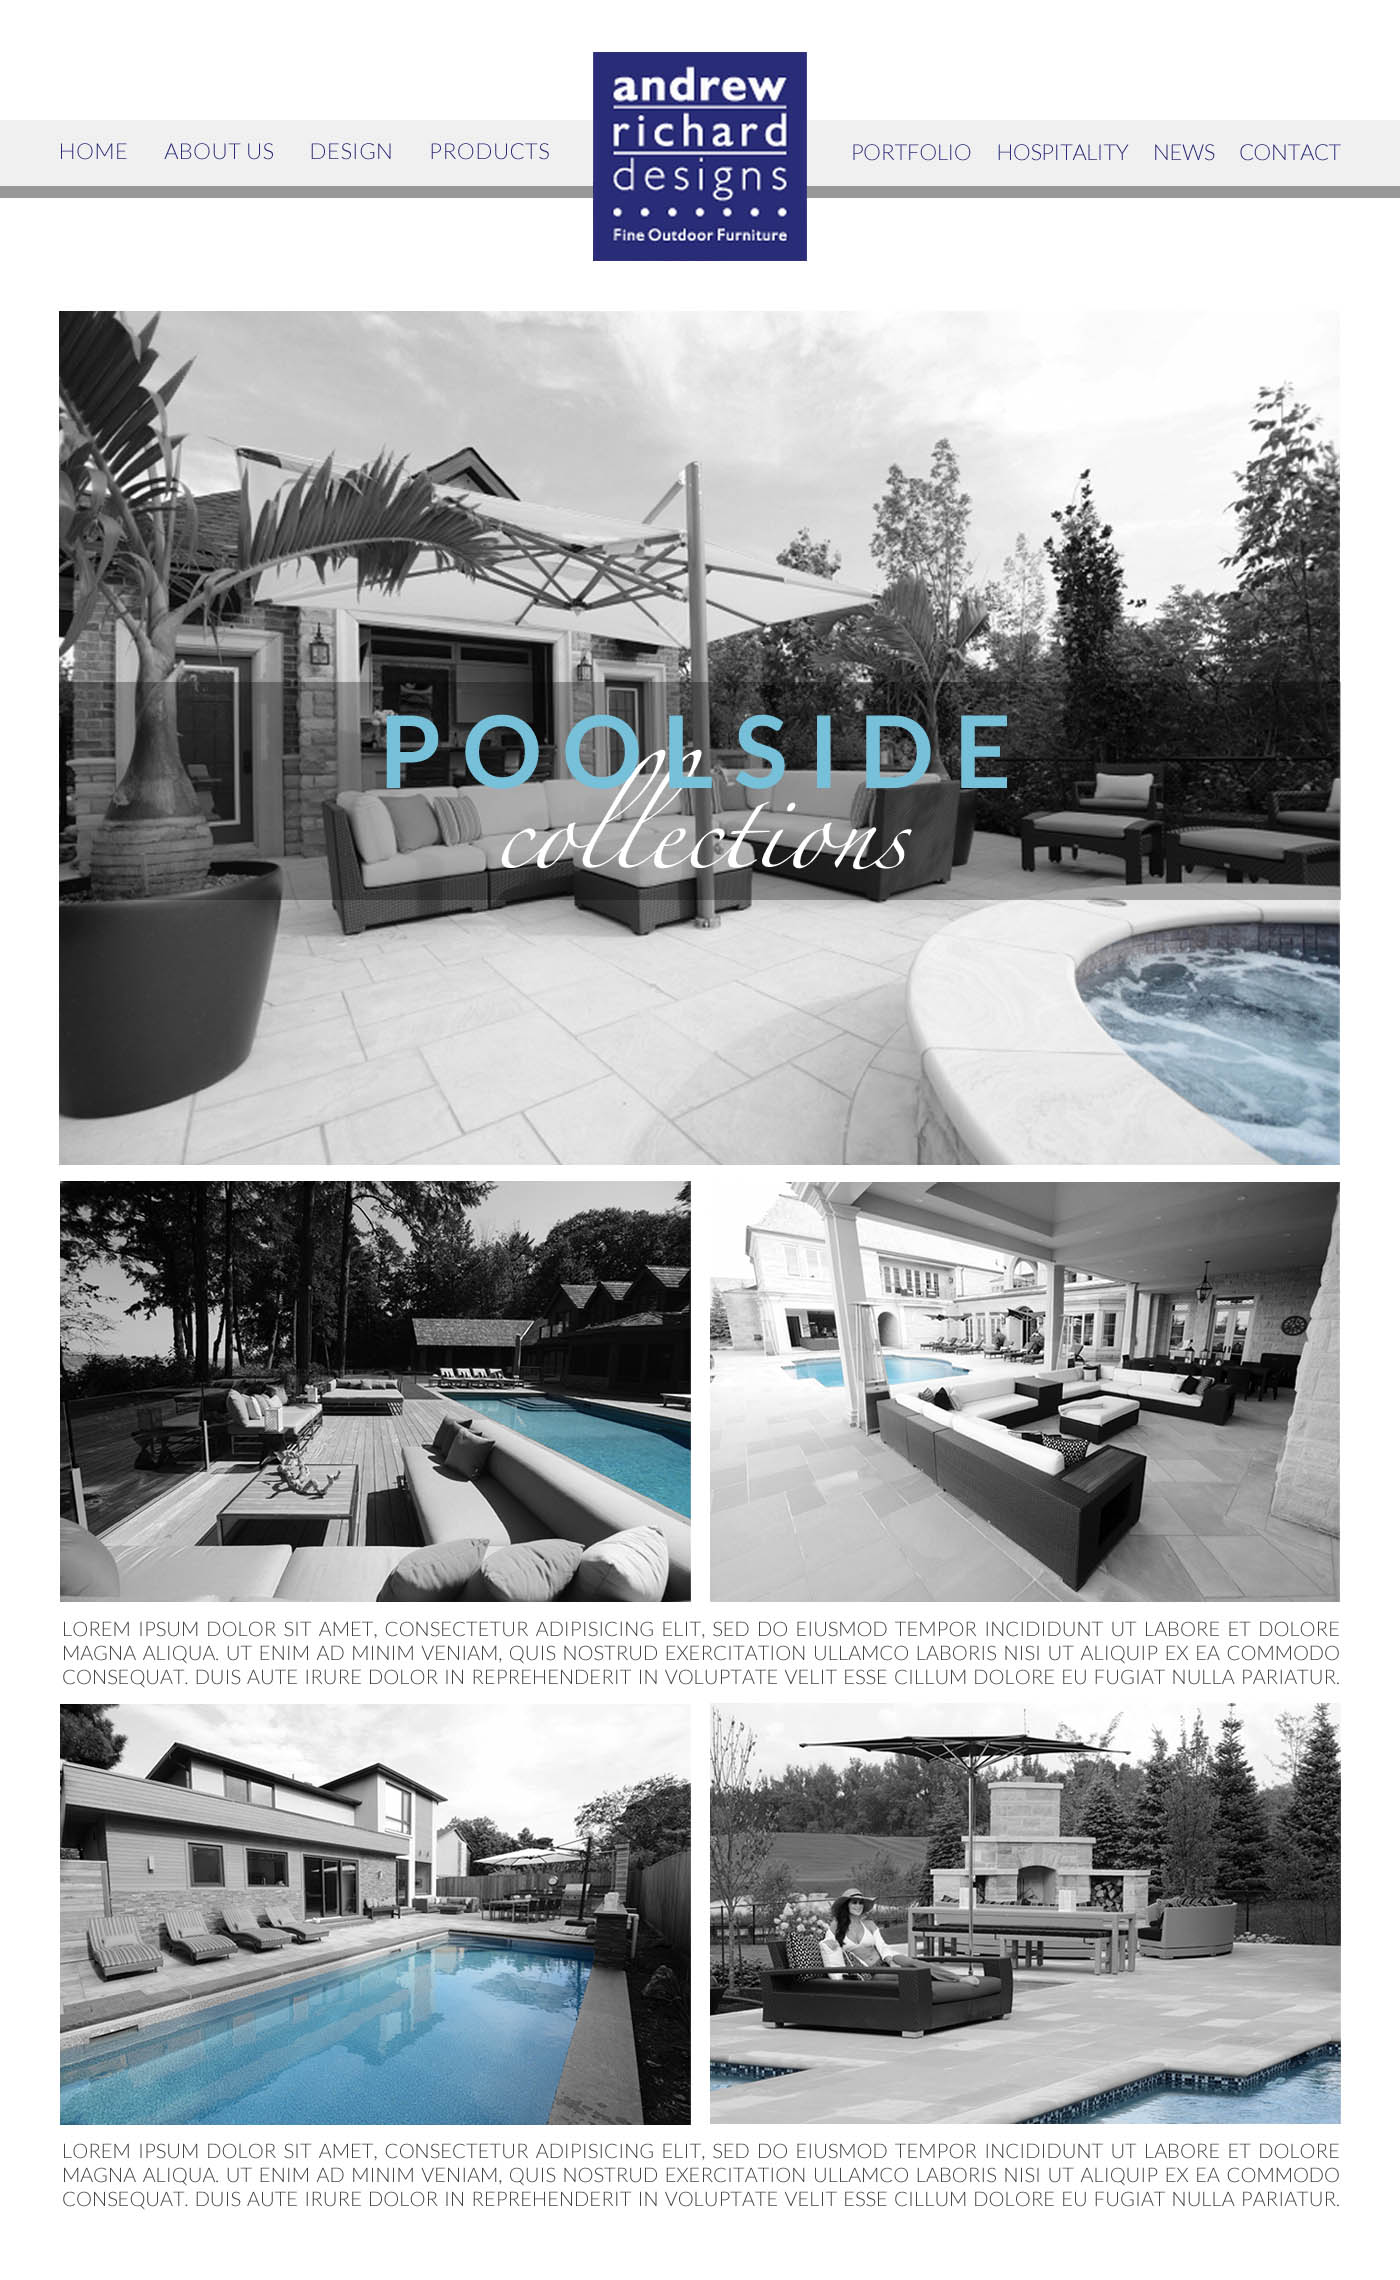 HOME ABOUT US DESIGN PRODUCTS
andrew
richard
designs
Fine Outdoor Furniture
PORTFOLIO HOSPITALITY NEWS CONTACT
POOLSIDE
collections
LOREM IPSUM DOLOR SIT AMET, CONSECTETUR ADIPISICING ELIT, SED DO EIUSMOD TEMPOR INCIDIDUNT UT LABORE ET DOLORE
MAGNA ALIQUA. UT ENIM AD MINIM VENIAM, QUIS NOSTRUD EXERCITATION ULLAMCO LABORIS NISI UT ALIQUIP EX EA COMMODO
CONSEQUAT. DUIS AUTE IRURE DOLOR IN REPREHENDERIT IN VOLUPTATE VELIT ESSE CILLUM DOLORE EU FUGIAT NULLA PARIATUR.
LOREM IPSUM DOLOR SIT AMET, CONSECTETUR ADIPISICING ELIT, SED DO EIUSMOD TEMPOR INCIDIDUNT UT LABORE ET DOLORE
MAGNA ALIQUA. UT ENIM AD MINIM VENIAM, QUIS NOSTRUD EXERCITATION ULLAMCO LABORIS NISI UT ALIQUIP EX EA COMMODO
CONSEQUAT. DUIS AUTE IRURE DOLOR IN REPREHENDERIT IN VOLUPTATE VELIT ESSE CILLUM DOLORE EU FUGIAT NULLA PARIATUR.